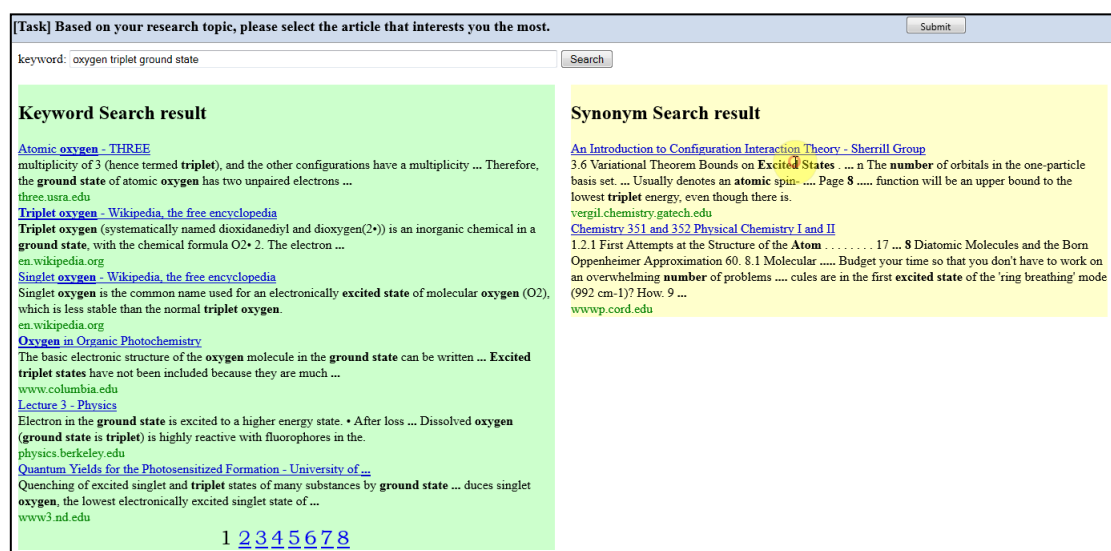 [Task] Based on your research topic, please select the article that interests you the most.
Submit
keyword: oxygen triplet ground state
Search
Keyword Search result
Atomic oxygen - THREE
multiplicity of 3 (hence termed triplet), and the other configurations have a multiplicity ... Therefore,
the ground state of atomic oxygen has two unpaired electrons ...
three.usra.edu
Triplet oxygen - Wikipedia, the free encyclopedia
Triplet oxygen (systematically named dioxidanediyl and dioxygen(2•)) is an inorganic chemical in a
ground state, with the chemical formula O2• 2. The electron ...
en.wikipedia.org
Singlet oxygen - Wikipedia, the free encyclopedia
Singlet oxygen is the common name used for an electronically excited state of molecular oxygen (O2),
which is less stable than the normal triplet oxygen.
en.wikipedia.org
Oxygen in Organic Photochemistry
The basic electronic structure of the oxygen molecule in the ground state can be written ... Excited
triplet states have not been included because they are much ...
www.columbia.edu
Lecture 3 - Physics
Electron in the ground state is excited to a higher energy state. • After loss ... Dissolved oxygen
(ground state is triplet) is highly reactive with fluorophores in the.
physics.berkeley.edu
Quantum Yields for the Photosensitized Formation - University of ...
Quenching of excited singlet and triplet states of many substances by ground state ... duces singlet
oxygen, the lowest electronically excited singlet state of ...
www3.nd.edu
1 2 3 4 5 6 7 8
Synonym Search result
An Introduction to Configuration Interaction Theory - Sherrill Group
3.6 Variational Theorem Bounds on Excited States . ... n The number of orbitals in the one-particle
basis set. ... Usually denotes an atomic spin- .... Page 8 ..... function will be an upper bound to the
lowest triplet energy, even though there is.
vergil.chemistry.gatech.edu
Chemistry 351 and 352 Physical Chemistry I and II
1.2.1 First Attempts at the Structure of the Atom . . . . . . . . 17 ... 8 Diatomic Molecules and the Born
Oppenheimer Approximation 60. 8.1 Molecular ..... Budget your time so that you don't have to work on
an overwhelming number of problems .... cules are in the first excited state of the 'ring breathing' mode
(992 cm-1)? How. 9 ...
wwwp.cord.edu